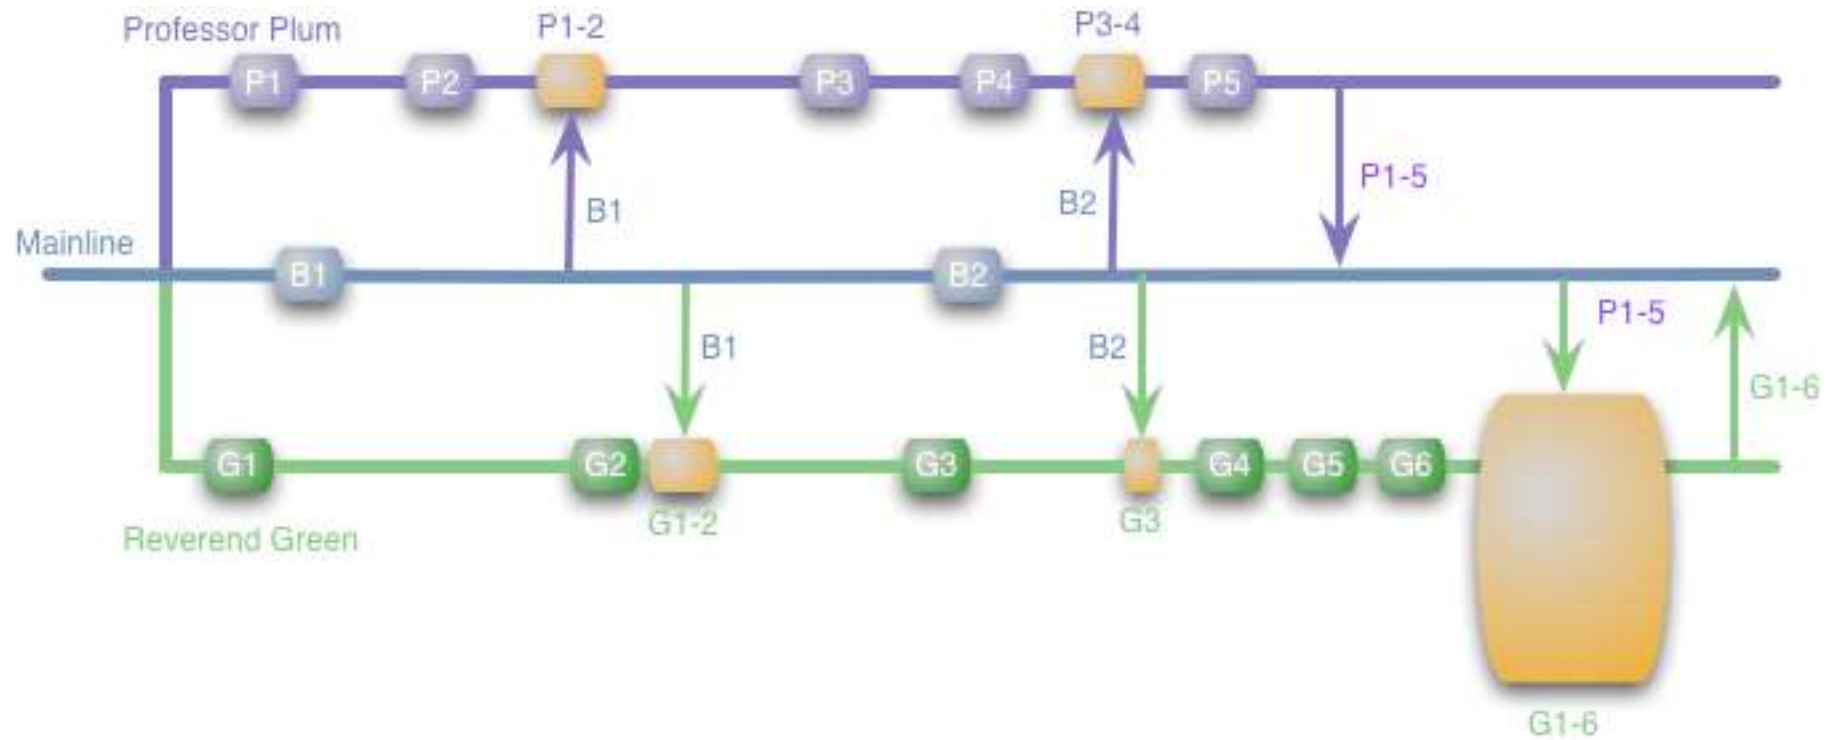 Professor Plum
P1-2
P3-4
P1
P2
P3
P4
P5
P1-5
B1
B2
Mainline
B1
B2
P1-5
B1
B2
G1-6
G1
G2
G3
G4
G5
G6
G1-2
G3
Reverend Green
G1-6